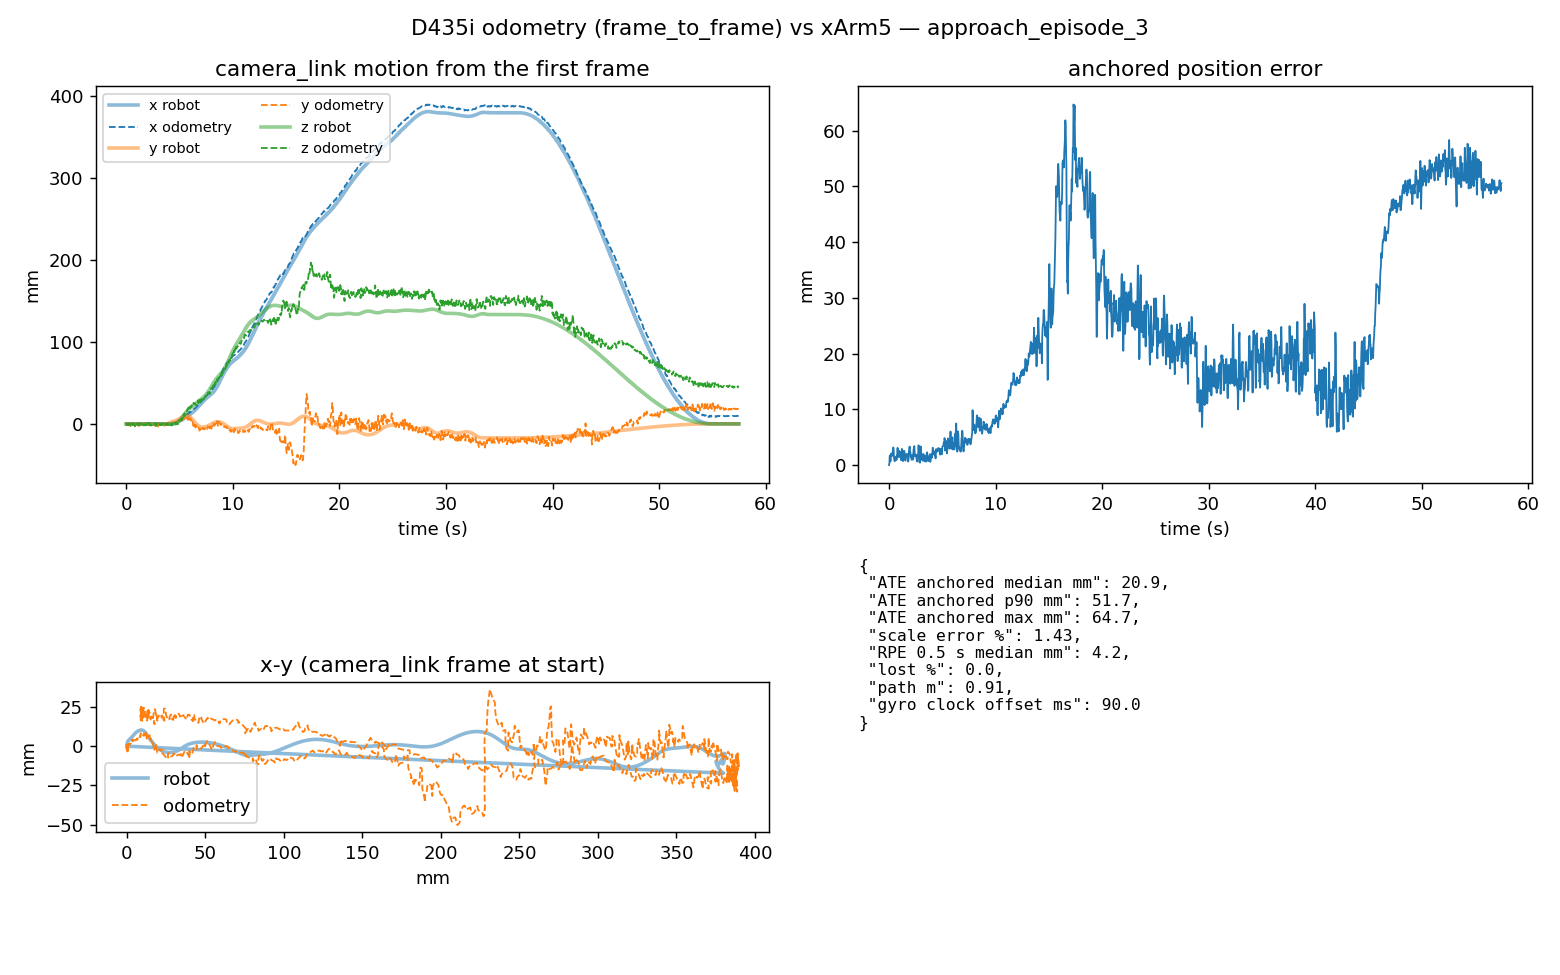 D435i odometry (frame_to_frame) vs xArm5 — approach_episode_3
camera_link motion from the first frame
400
300
200
100
0
mm
0 10 20 30 40 50 60
time (s)
x robot
x odometry
y robot
y odometry
z robot
z odometry
anchored position error
60
50
40
30
20
10
0
mm
0 10 20 30 40 50 60
time (s)
x-y (camera_link frame at start)
25
0
−25
−50
mm
0 50 100 150 200 250 300 350 400
mm
robot
odometry
{
"ATE anchored median mm": 20.9,
"ATE anchored p90 mm": 51.7,
"ATE anchored max mm": 64.7,
"scale error %": 1.43,
"RPE 0.5 s median mm": 4.2,
"lost %": 0.0,
"path m": 0.91,
"gyro clock offset ms": 90.0
}